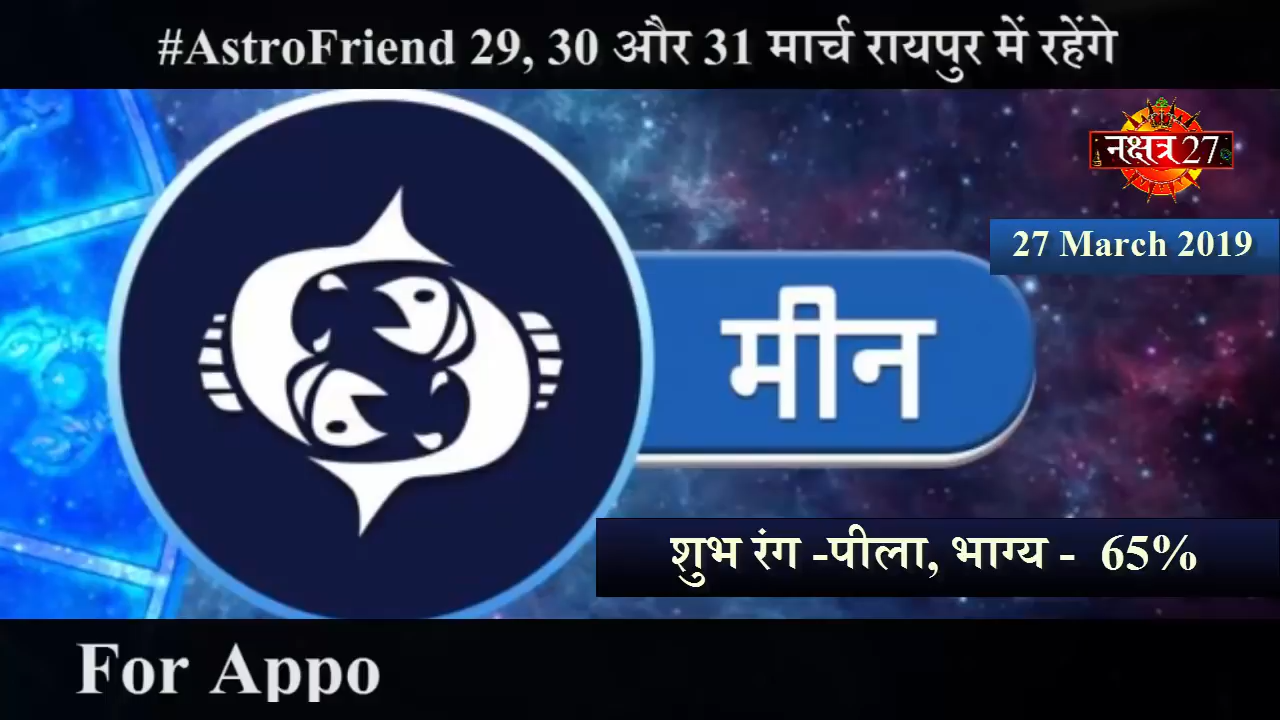 #AstroFriend 29, 30 और 31 मार्च रायपुर में रहेंगे
नक्षत्र 27
27 March 2019
मीन
शुभ रंग -पीला, भाग्य - 65%
For Appo